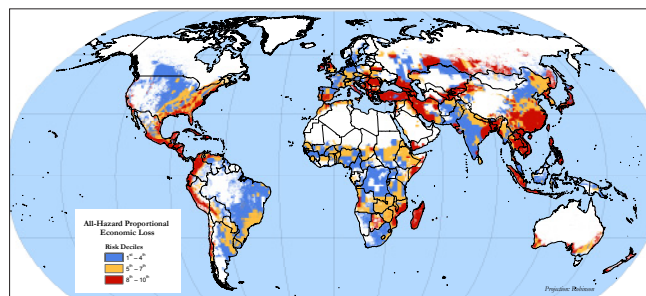 All-Hazard Proportional
Economic Loss
Risk Deciles
1st – 4th
5th – 7th
8th – 10th
Projection: Robinson